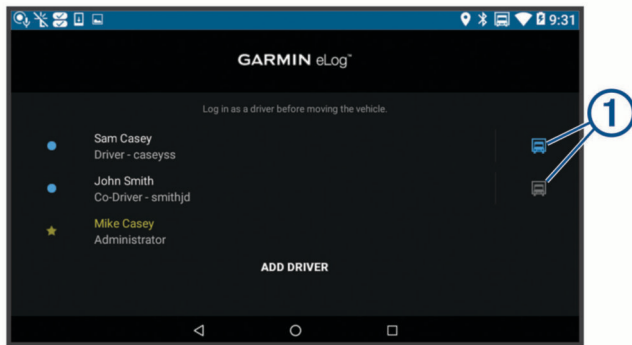 9:31
GARMIN eLog™
Log in as a driver before moving the vehicle.
Sam Casey
Driver - caseyss
John Smith
Co-Driver - smithjd
Mike Casey
Administrator
ADD DRIVER
1